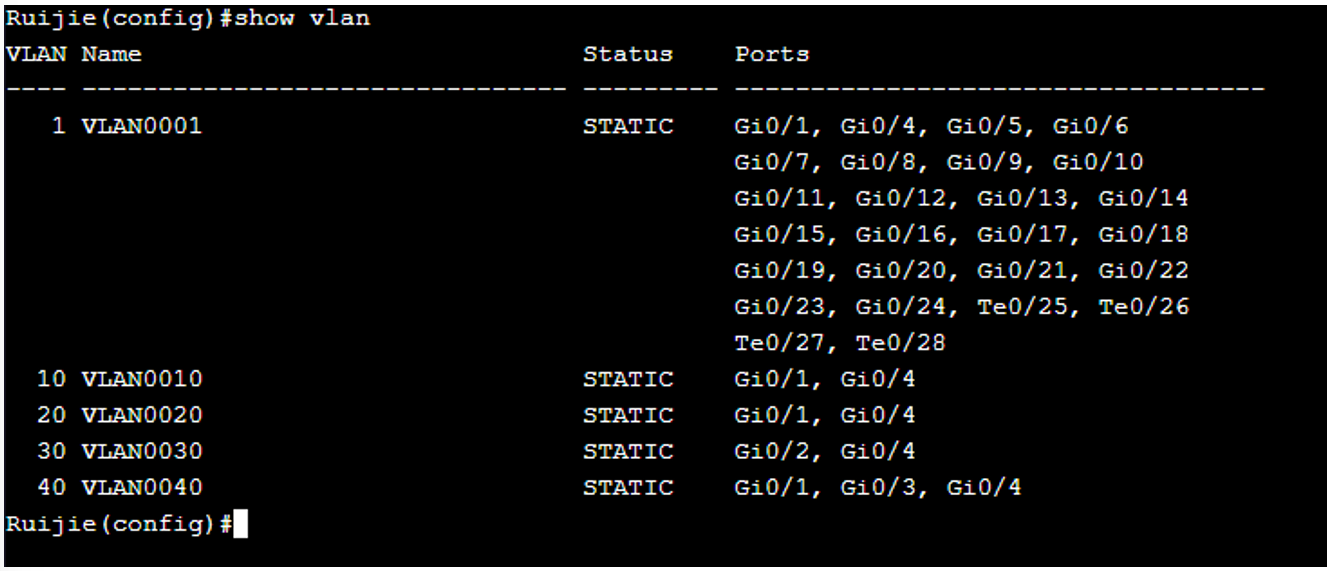 Ruijie(config)#show vlan
VLAN Name                             Status    Ports
---- -------------------------------- --------- -----------------------------------
   1 VLAN0001                         STATIC    Gi0/1, Gi0/4, Gi0/5, Gi0/6
                                                Gi0/7, Gi0/8, Gi0/9, Gi0/10
                                                Gi0/11, Gi0/12, Gi0/13, Gi0/14
                                                Gi0/15, Gi0/16, Gi0/17, Gi0/18
                                                Gi0/19, Gi0/20, Gi0/21, Gi0/22
                                                Gi0/23, Gi0/24, Te0/25, Te0/26
                                                Te0/27, Te0/28
  10 VLAN0010                         STATIC    Gi0/1, Gi0/4
  20 VLAN0020                         STATIC    Gi0/1, Gi0/4
  30 VLAN0030                         STATIC    Gi0/2, Gi0/4
  40 VLAN0040                         STATIC    Gi0/1, Gi0/3, Gi0/4
Ruijie(config)#